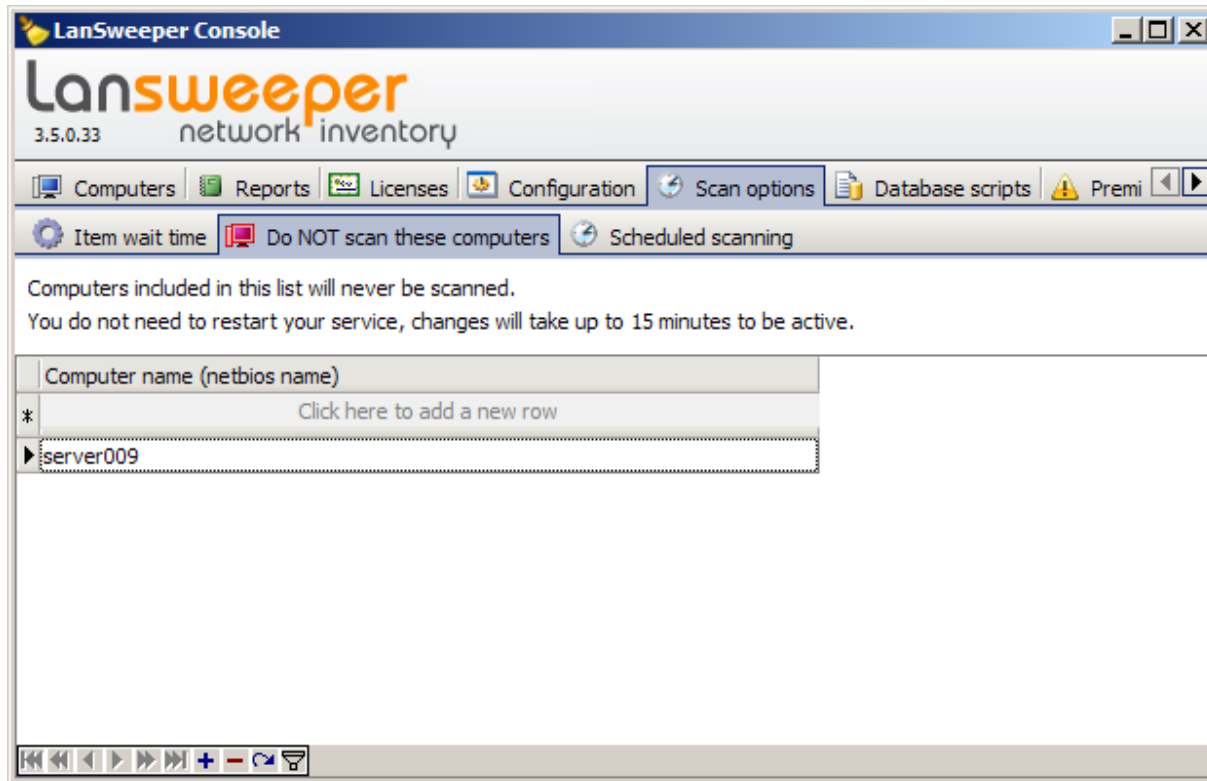 LanSweeper Console
Lansweeper
3.5.0.33 network inventory
Computers Reports Licenses Configuration Scan options Database scripts Premi
Item wait time Do NOT scan these computers Scheduled scanning
Computers included in this list will never be scanned.
You do not need to restart your service, changes will take up to 15 minutes to be active.
Computer name (netbios name)
* Click here to add a new row
server009